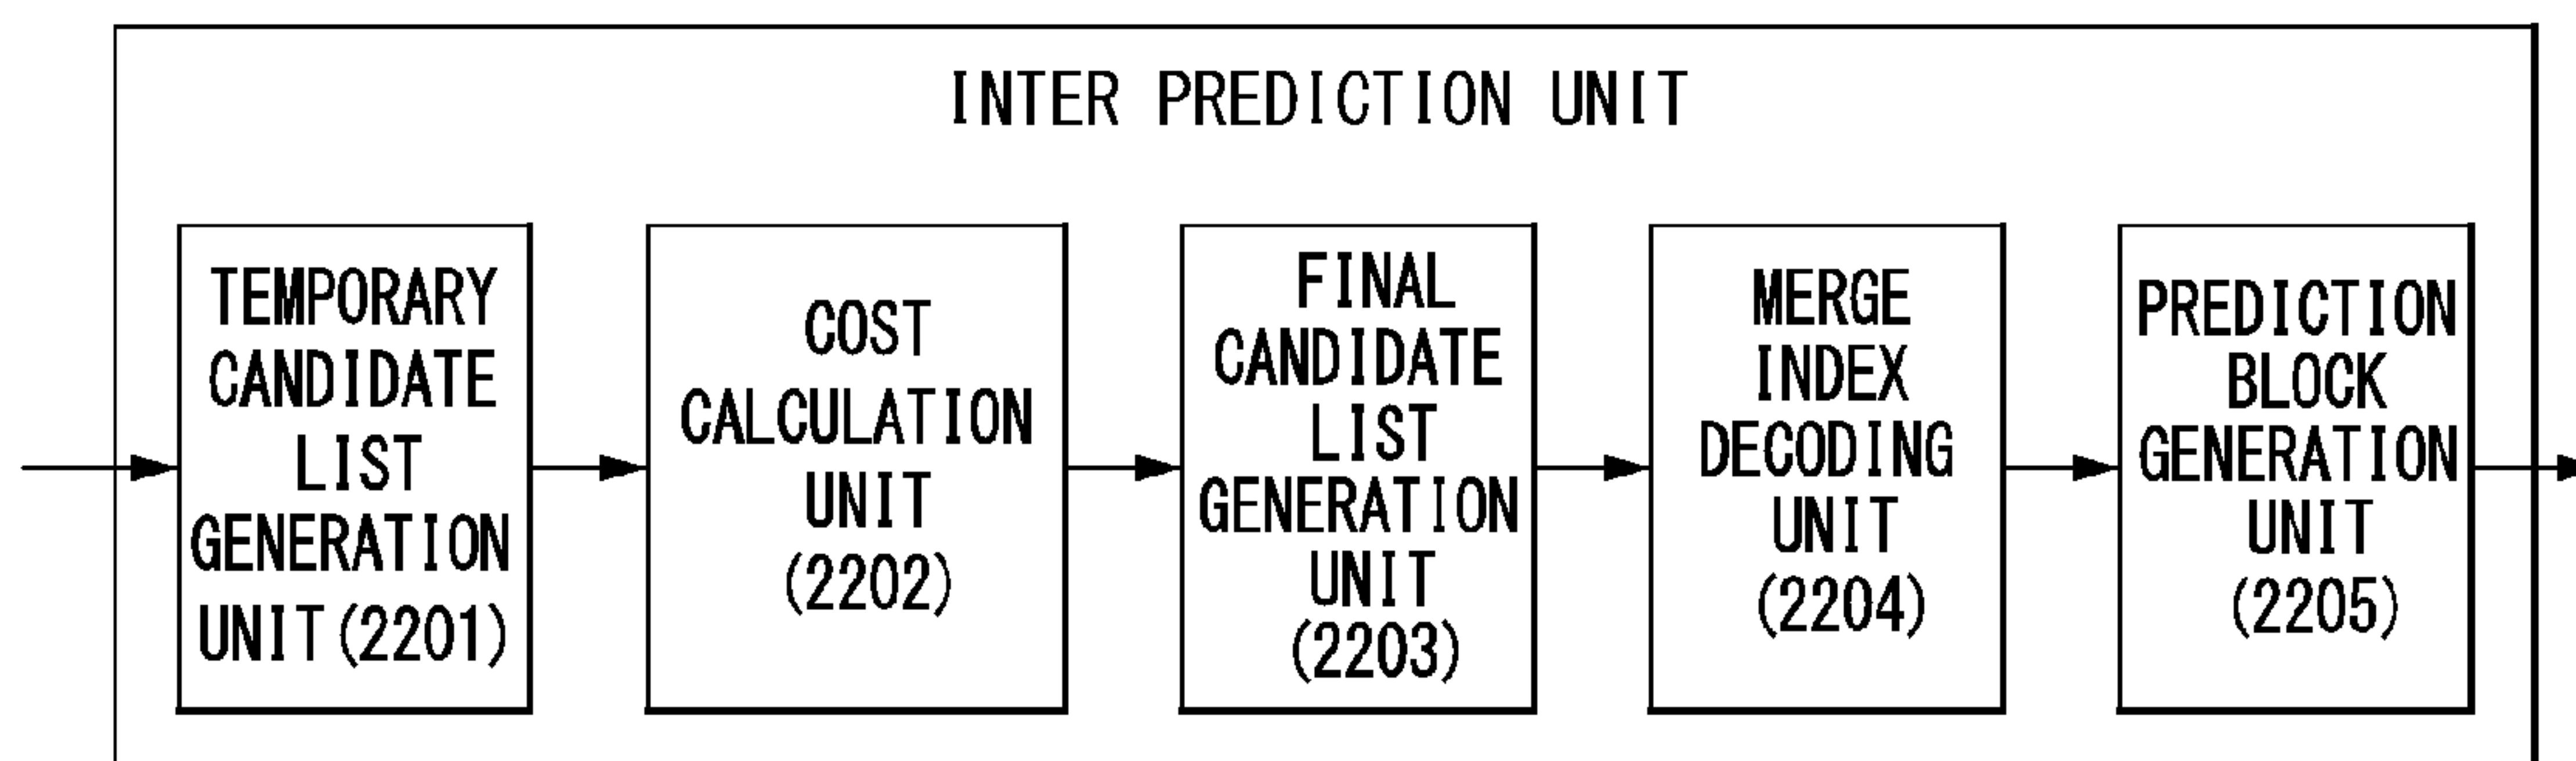 INTER PREDICTION UNIT
TEMPORARY
CANDIDATE
LIST
GENERATION
UNIT(2201)
COST
CALCULATION
UNIT
(2202)
FINAL
CANDIDATE
LIST
GENERATION
UNIT
(2203)
MERGE
INDEX
DECODING
UNIT
(2204)
PREDICTION
BLOCK
GENERATION
UNIT
(2205)